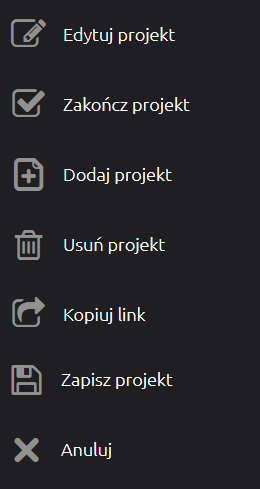 Edytuj projekt
Zakończ projekt
Dodaj projekt
Usuń projekt
Kopiuj link
Zapisz projekt
Anuluj